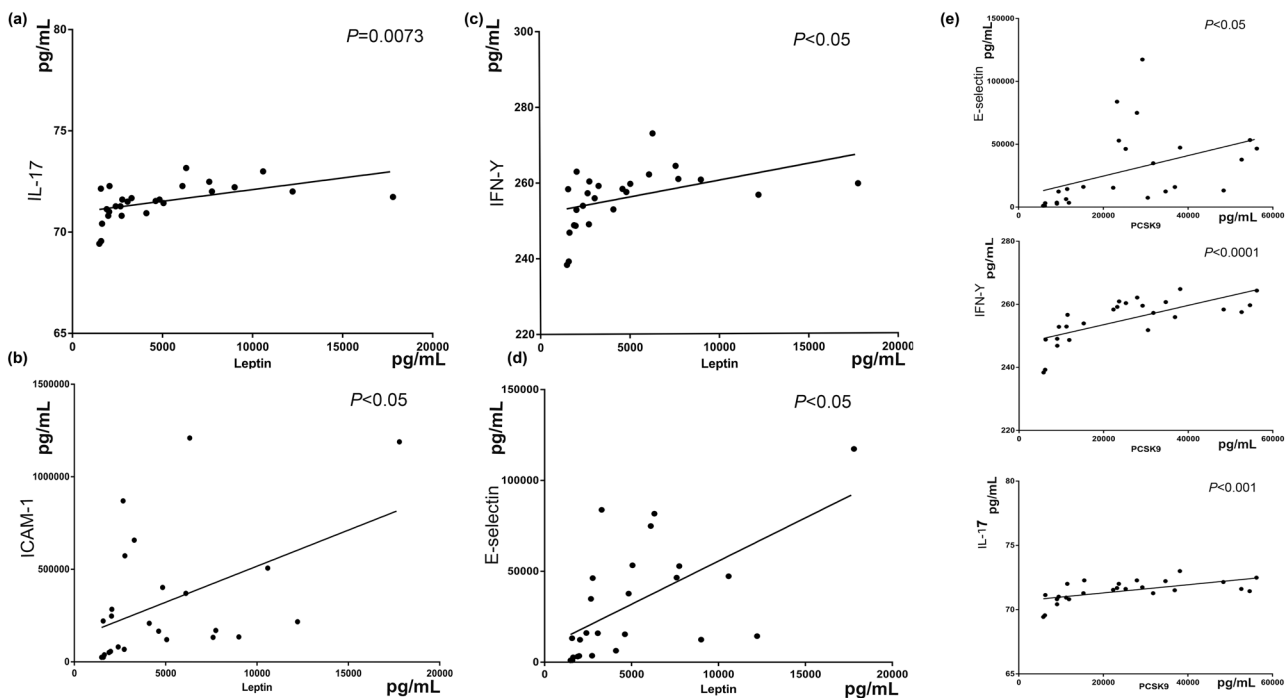 (a)
80
pg/mL
P=0.0073
75
IL-17
70
65
0
5000
10000
15000
20000
Leptin
pg/mL
(b)
1500000
pg/mL
P<0.05
1000000
ICAM-1
500000
0
0
5000
10000
15000
20000
Leptin
pg/mL
(c)
300
pg/mL
P<0.05
280
IFN-Y
260
240
220
0
5000
10000
15000
20000
Leptin
pg/mL
(d)
150000
pg/mL
P<0.05
100000
E-selectin
50000
0
0
5000
10000
15000
20000
Leptin
pg/mL
(e)
150000
pg/mL
P<0.05
100000
E-selectin
50000
0
0
20000
40000
60000
PCSK9
pg/mL
280
pg/mL
P<0.0001
IFN-Y
260
240
220
0
20000
40000
60000
PCSK9
pg/mL
80
pg/mL
P<0.001
IL-17
75
70
65
0
20000
40000
60000
PCSK9
pg/mL